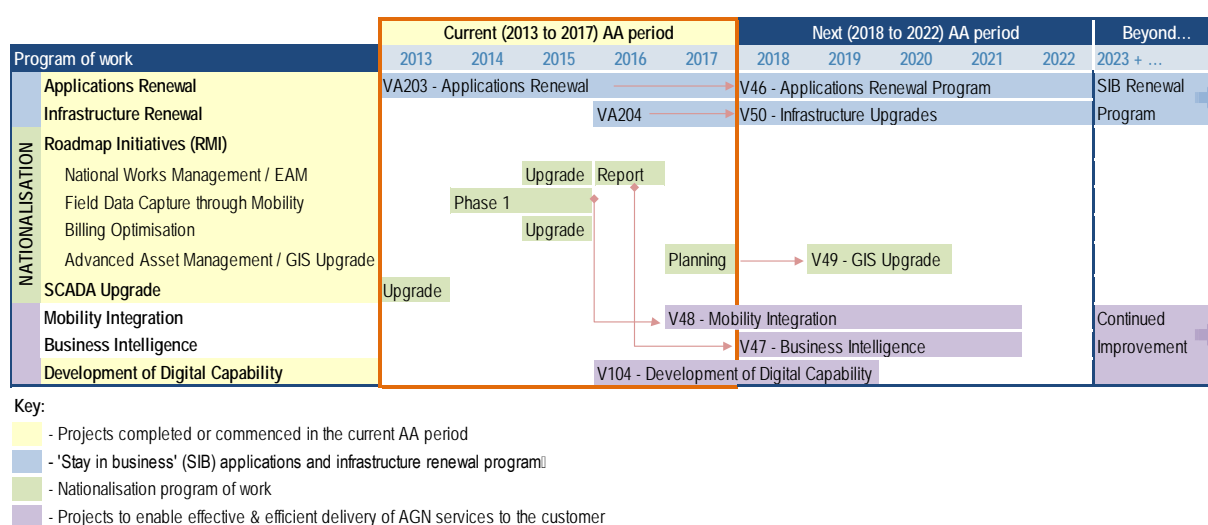 Current (2013 to 2017) AA period Next (2018 to 2022) AA period Beyond...
Program of work 2013 2014 2015 2016 2017 2018 2019 2020 2021 2022 2023 + ...
Applications Renewal VA203 - Applications Renewal V46 - Applications Renewal Program SIB Renewal
Infrastructure Renewal VA204 V50 - Infrastructure Upgrades Program
NATIONALISATION
Roadmap Initiatives (RMI)
National Works Management / EAM Upgrade Report
Field Data Capture through Mobility Phase 1
Billing Optimisation Upgrade
Advanced Asset Management / GIS Upgrade Planning V49 - GIS Upgrade
SCADA Upgrade Upgrade
Mobility Integration V48 - Mobility Integration Continued
Business Intelligence V47 - Business Intelligence Improvement
Development of Digital Capability V104 - Development of Digital Capability
Key:
- Projects completed or commenced in the current AA period
- 'Stay in business' (SIB) applications and infrastructure renewal program
- Nationalisation program of work
- Projects to enable effective & efficient delivery of AGN services to the customer